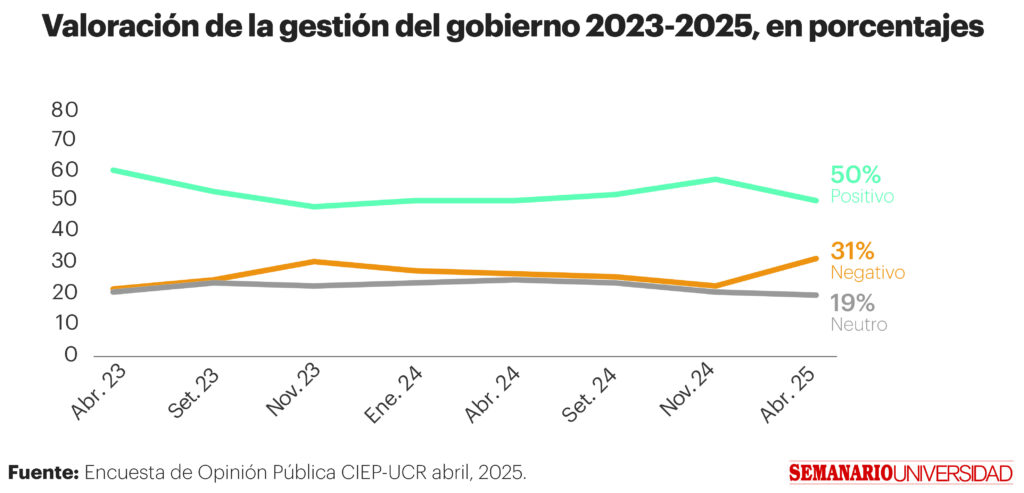 Valoración de la gestión del gobierno 2023-2025, en porcentajes
80
70
60
50
40
30
20
10
0
50%
Positivo
31%
Negativo
19%
Neutro
Abr. 23
Set. 23
Nov. 23
Ene. 24
Abr. 24
Set. 24
Nov. 24
Abr. 25
Fuente: Encuesta de Opinión Pública CIEP-UCR abril, 2025.
SEMANARIOUNIVERSIDAD